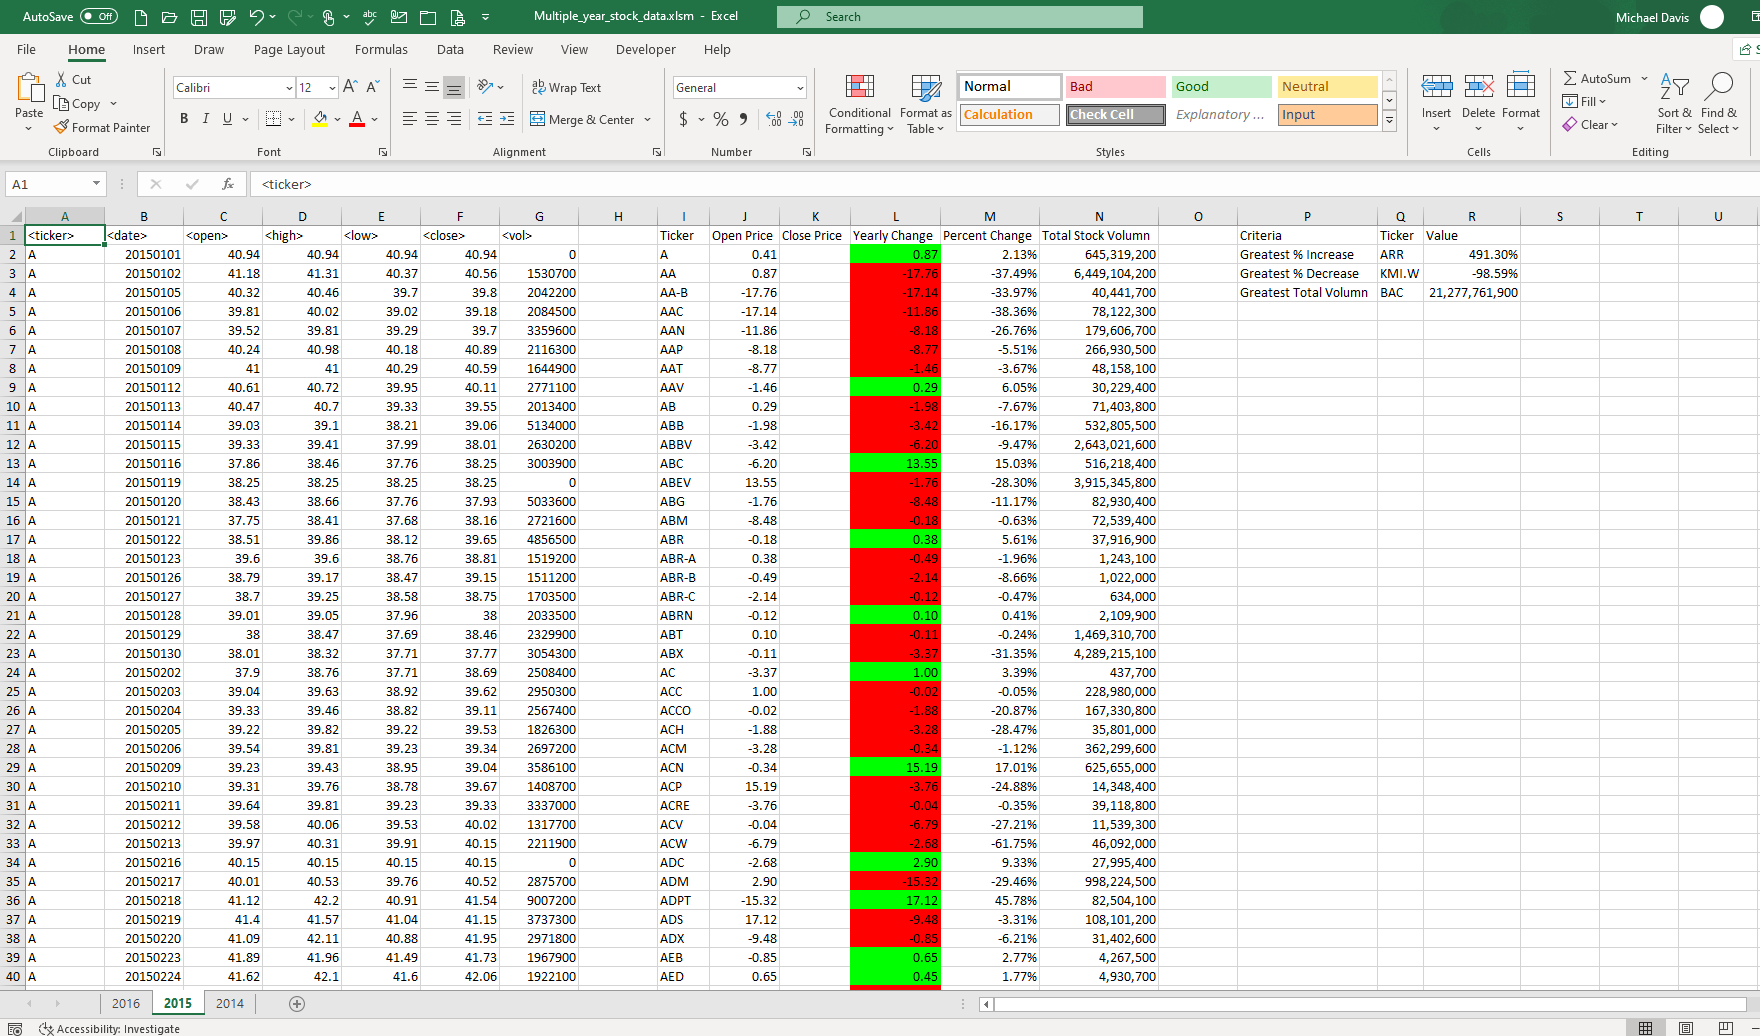 AutoSave Off Multiple_year_stock_data.xlsm - Excel Search Michael Davis
File Home Insert Draw Page Layout Formulas Data Review View Developer Help
Paste Cut Copy Format Painter
Clipboard
Calibri 12
B I U
Font
Wrap Text
Merge & Center
Alignment
General
$ % 9
Number
Conditional Formatting Format as Table
Normal Bad Good Neutral
Calculation Check Cell Explanatory ... Input
Styles
Insert Delete Format
Cells
AutoSum
Fill
Clear
Sort & Filter Find & Select
Editing
A1 fx <ticker>
A B C D E F G H I J K L M N O P Q R S T U
1 <ticker> <date> <open> <high> <low> <close> <vol> Ticker Open Price Close Price Yearly Change Percent Change Total Stock Volumn Criteria Ticker Value
2 A 20150101 40.94 40.94 40.94 40.94 0 A 0.41 0.87 2.13% 645,319,200 Greatest % Increase ARR 491.30%
3 A 20150102 41.18 41.31 40.37 40.56 1530700 AA 0.87 -17.76 -37.49% 6,449,104,200 Greatest % Decrease KMI.W -98.59%
4 A 20150105 40.32 40.46 39.7 39.8 2042200 AA-B -17.76 -17.14 -33.97% 40,441,700 Greatest Total Volumn BAC 21,277,761,900
5 A 20150106 39.81 40.02 39.02 39.18 2084500 AAC -17.14 -11.86 -38.36% 78,122,300
6 A 20150107 39.52 39.81 39.29 39.7 3359600 AAN -11.86 -8.18 -26.76% 179,606,700
7 A 20150108 40.24 40.98 40.18 40.89 2116300 AAP -8.18 -8.77 -5.51% 266,930,500
8 A 20150109 41 41 40.29 40.59 1644900 AAT -8.77 -1.46 -3.67% 48,158,100
9 A 20150112 40.61 40.72 39.95 40.11 2771100 AAV -1.46 0.29 6.05% 30,229,400
10 A 20150113 40.47 40.7 39.33 39.55 2013400 AB 0.29 -1.98 -7.67% 71,403,800
11 A 20150114 39.03 39.1 38.21 39.06 5134000 ABB -1.98 -3.42 -16.17% 532,805,500
12 A 20150115 39.33 39.41 37.99 38.01 2630200 ABBV -3.42 -6.20 -9.47% 2,643,021,600
13 A 20150116 37.86 38.46 37.76 38.25 3003900 ABC -6.20 13.55 15.03% 516,218,400
14 A 20150119 38.25 38.25 38.25 38.25 0 ABEV 13.55 -1.76 -28.30% 3,915,345,800
15 A 20150120 38.43 38.66 37.76 37.93 5033600 ABG -1.76 -8.48 -11.17% 82,930,400
16 A 20150121 37.75 38.41 37.68 38.16 2721600 ABM -8.48 -0.18 -0.63% 72,539,400
17 A 20150122 38.51 39.86 38.12 39.65 4856500 ABR -0.18 0.38 5.61% 37,916,900
18 A 20150123 39.6 39.6 38.76 38.81 1519200 ABR-A 0.38 -0.49 -1.96% 1,243,100
19 A 20150126 38.79 39.17 38.47 39.15 1511200 ABR-B -0.49 -2.14 -8.66% 1,022,000
20 A 20150127 38.7 39.25 38.58 38.75 1703500 ABR-C -2.14 -0.12 -0.47% 634,000
21 A 20150128 39.01 39.05 37.96 38 2033500 ABRN -0.12 0.10 0.41% 2,109,900
22 A 20150129 38 38.47 37.69 38.46 2329900 ABT 0.10 -0.11 -0.24% 1,469,310,700
23 A 20150130 38.01 38.32 37.71 37.77 3054300 ABX -0.11 -3.37 -31.35% 4,289,215,100
24 A 20150202 37.9 38.76 37.71 38.69 2508400 AC -3.37 1.00 3.39% 437,700
25 A 20150203 39.04 39.63 38.92 39.62 2950300 ACC 1.00 -0.02 -0.05% 228,980,000
26 A 20150204 39.33 39.46 38.82 39.11 2567400 ACCO -0.02 -1.88 -20.87% 167,330,800
27 A 20150205 39.22 39.82 39.22 39.53 1826300 ACH -1.88 -3.28 -28.47% 35,801,000
28 A 20150206 39.54 39.81 39.23 39.34 2697200 ACM -3.28 -0.34 -1.12% 362,299,600
29 A 20150209 39.23 39.43 38.95 39.04 3586100 ACN -0.34 15.19 17.01% 625,655,000
30 A 20150210 39.31 39.76 38.78 39.67 1408700 ACP 15.19 -3.76 -24.88% 14,348,400
31 A 20150211 39.64 39.81 39.23 39.33 3337000 ACRE -3.76 -0.04 -0.35% 39,118,800
32 A 20150212 39.58 40.06 39.53 40.02 1317700 ACV -0.04 -6.79 -27.21% 11,539,300
33 A 20150213 39.97 40.31 39.91 40.15 2211900 ACW -6.79 -2.68 -61.75% 46,092,000
34 A 20150216 40.15 40.15 40.15 40.15 0 ADC -2.68 2.90 9.33% 27,995,400
35 A 20150217 40.01 40.53 39.76 40.52 2875700 ADM 2.90 -15.32 -29.46% 998,224,500
36 A 20150218 41.12 42.2 40.91 41.54 9007200 ADPT -15.32 17.12 45.78% 82,504,100
37 A 20150219 41.4 41.57 41.04 41.15 3737300 ADS 17.12 -9.48 -3.31% 108,101,200
38 A 20150220 41.09 42.11 40.88 41.95 2971800 ADX -9.48 -0.85 -6.21% 31,402,600
39 A 20150223 41.89 41.96 41.49 41.73 1967900 AEB -0.85 0.65 2.77% 4,267,500
40 A 20150224 41.62 42.1 41.6 42.06 1922100 AED 0.65 0.45 1.77% 4,930,700
2016 2015 2014
Accessibility: Investigate